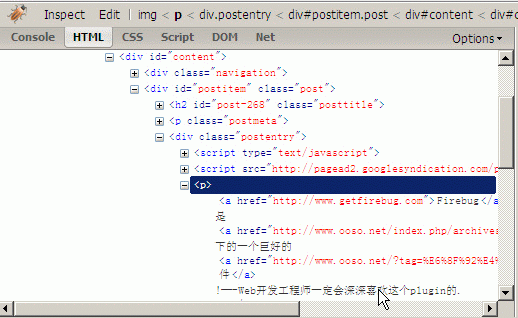 Inspect Edit | img < p < div.postentry < div#postitem.post < div#content < div#c
Console HTML CSS Script DOM Net Options
<div id="content">
<div class="navigation">
<div id="postitem" class="post">
<h2 id="post-268" class="posttitle">
<p class="postmeta">
<div class="postentry">
<script type="text/javascript">
<script src="http://pagead2.googlesyndication.com/p
<p>
<a href="http://www.getfirebug.com">Firebug</a
是
<a href="http://www.ooso.net/index.php/archives
下的一个巨好的
<a href="http://www.ooso.net/?tag=%E6%8F%92%E4%
件</a>
!---Web开发工程师一定会深深喜欢这个plugin的.